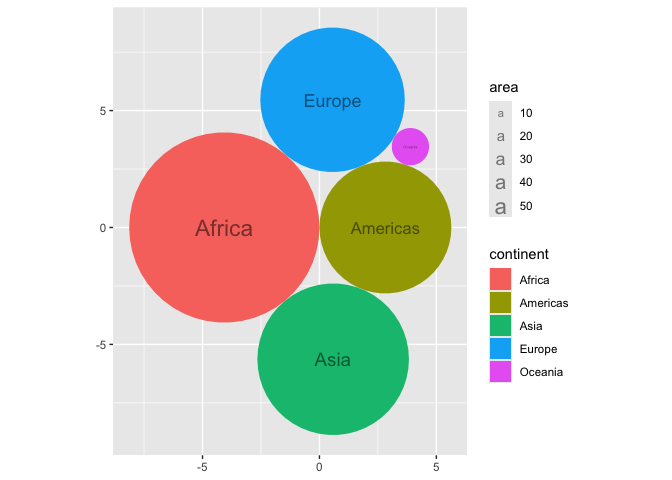 Europe
Oceania
Africa
Americas
Asia
5
0
-5
-5
0
5
area
a 10
a 20
a 30
a 40
a 50
continent
Africa
Americas
Asia
Europe
Oceania